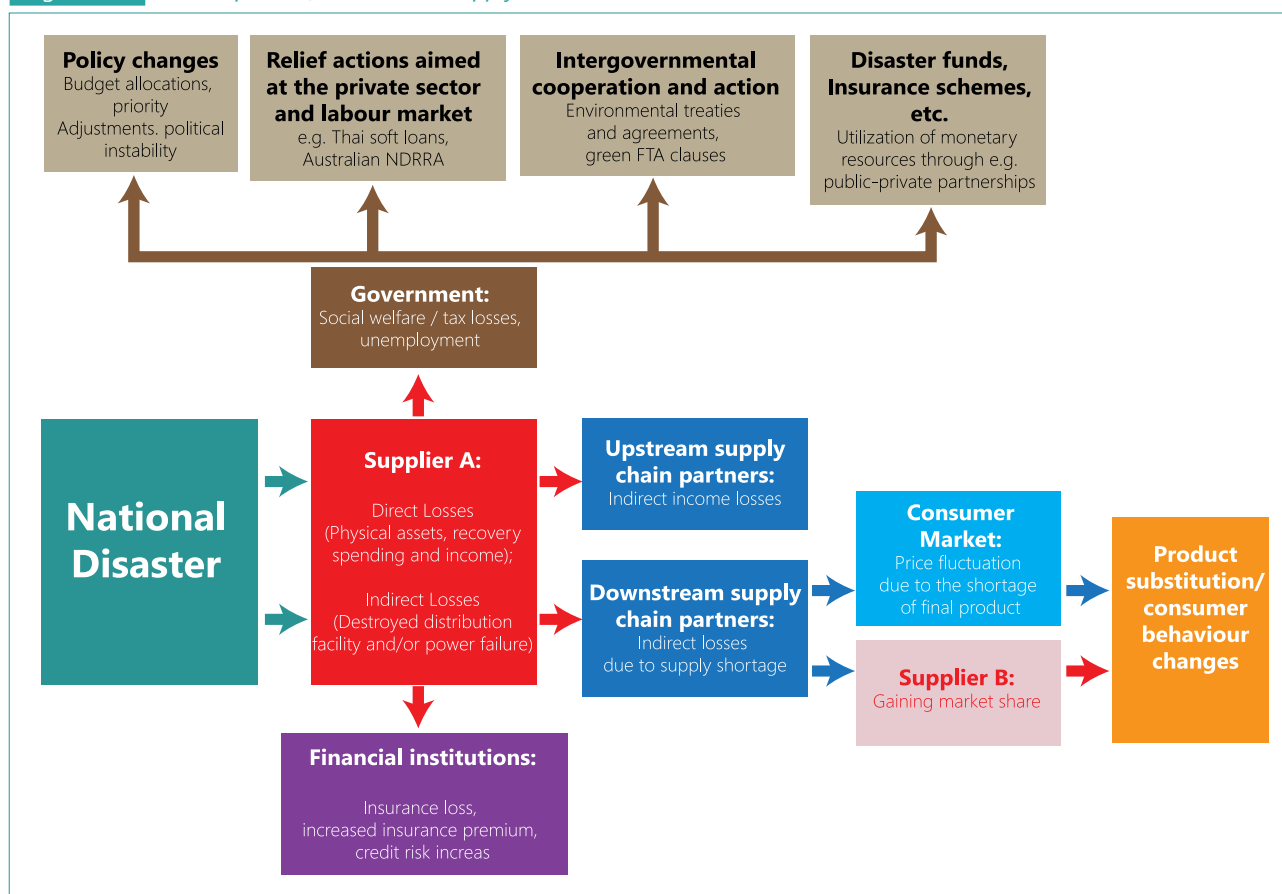 Policy changes
Budget allocations,
priority
Adjustments. political
instability
Relief actions aimed
at the private sector
and labour market
e.g. Thai soft loans,
Australian NDRRA
Intergovernmental
cooperation and action
Environmental treaties
and agreements,
green FTA clauses
Disaster funds,
Insurance schemes,
etc.
Utilization of monetary
resources through e.g.
public-private partnerships
Government:
Social welfare / tax losses,
unemployment
National
Disaster
Supplier A:
Direct Losses
(Physical assets, recovery
spending and income);
Indirect Losses
(Destroyed distribution
facility and/or power failure)
Upstream supply
chain partners:
Indirect income losses
Downstream supply
chain partners:
Indirect losses
due to supply shortage
Consumer
Market:
Price fluctuation
due to the shortage
of final product
Supplier B:
Gaining market share
Product
substitution/
consumer
behaviour
changes
Financial institutions:
Insurance loss,
increased insurance premium,
credit risk increas